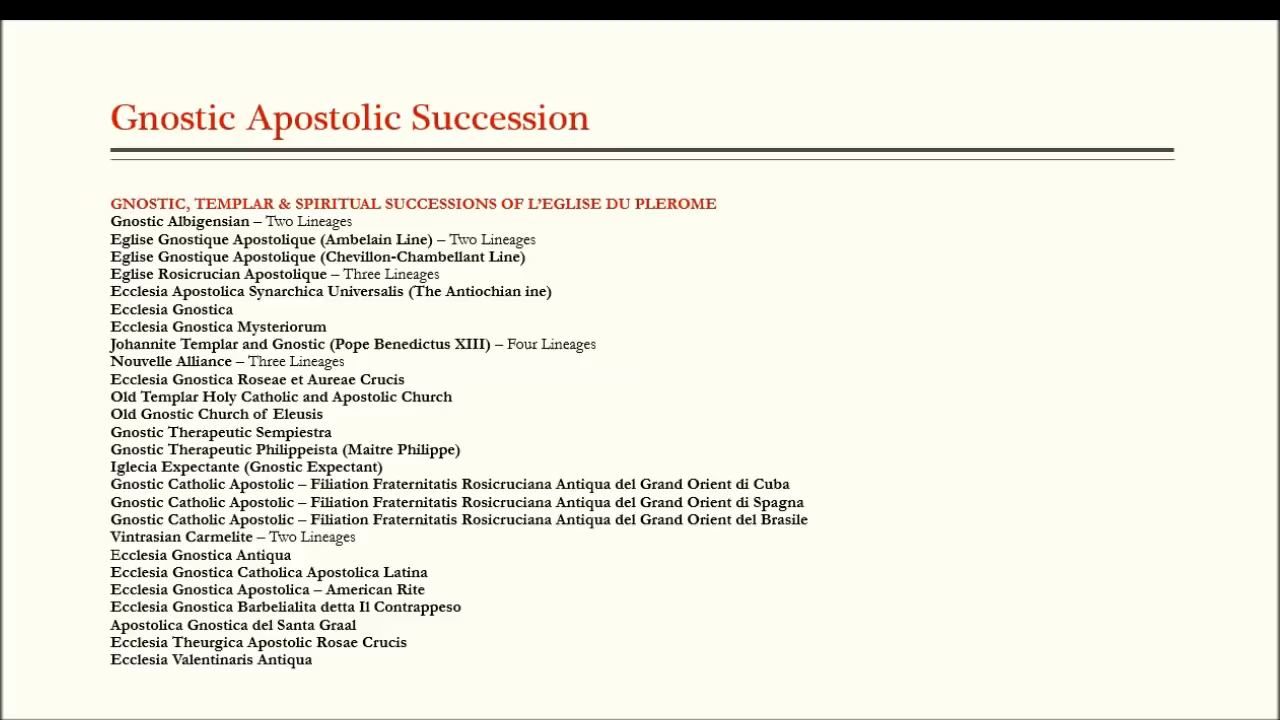 Gnostic Apostolic Succession
GNOSTIC, TEMPLAR & SPIRITUAL SUCCESSIONS OF L'EGLISE DU PLEROME
Gnostic Albigensian – Two Lineages
Eglise Gnostique Apostolique (Ambelain Line) – Two Lineages
Eglise Gnostique Apostolique (Chevillon-Chambellant Line)
Eglise Rosicrucian Apostolique – Three Lineages
Ecclesia Apostolica Synarchica Universalis (The Antiochian ine)
Ecclesia Gnostica
Ecclesia Gnostica Mysteriorum
Johannite Templar and Gnostic (Pope Benedictus XIII) – Four Lineages
Nouvelle Alliance – Three Lineages
Ecclesia Gnostica Roseae et Aureae Crucis
Old Templar Holy Catholic and Apostolic Church
Old Gnostic Church of Eleusis
Gnostic Therapeutic Sempiestra
Gnostic Therapeutic Philippeista (Maitre Philippe)
Iglecia Expectante (Gnostic Expectant)
Gnostic Catholic Apostolic – Filiation Fraternitatis Rosicruciana Antiqua del Grand Orient di Cuba
Gnostic Catholic Apostolic – Filiation Fraternitatis Rosicruciana Antiqua del Grand Orient di Spagna
Gnostic Catholic Apostolic – Filiation Fraternitatis Rosicruciana Antiqua del Grand Orient del Brasile
Vintrasian Carmelite – Two Lineages
Ecclesia Gnostica Antiqua
Ecclesia Gnostica Catholica Apostolica Latina
Ecclesia Gnostica Apostolica – American Rite
Ecclesia Gnostica Barbelialita detta Il Contrappeso
Apostolica Gnostica del Santa Graal
Ecclesia Theurgica Apostolic Rosae Crucis
Ecclesia Valentinaris Antiqua